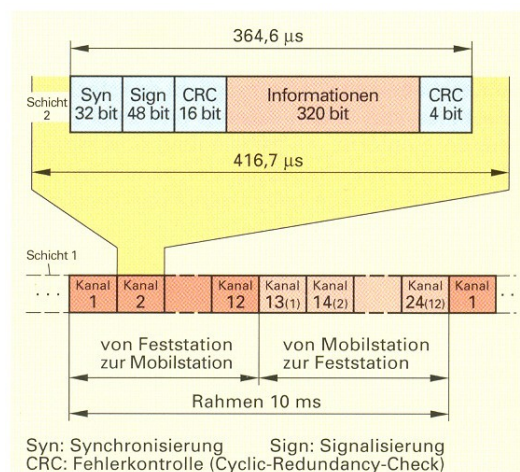 364,6 µs
Schicht 2
Syn 32 bit
Sign 48 bit
CRC 16 bit
Informationen 320 bit
CRC 4 bit
416,7 µs
Schicht 1
Kanal 1
Kanal 2
Kanal 12
Kanal 13(1)
Kanal 14(2)
Kanal 24(12)
Kanal 1
von Feststation
zur Mobilstation
von Mobilstation
zur Feststation
Rahmen 10 ms
Syn: Synchronisierung Sign: Signalisierung
CRC: Fehlerkontrolle (Cyclic-Redundancy-Check)